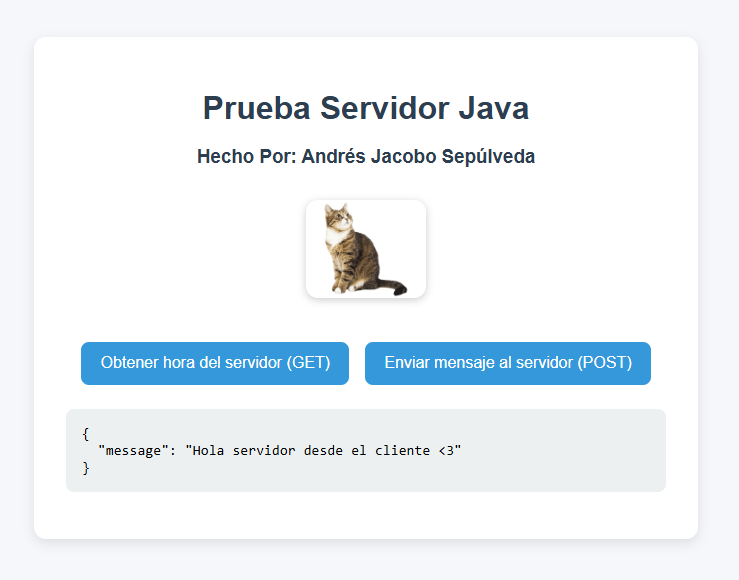 Prueba Servidor Java
Hecho Por: Andrés Jacobo Sepúlveda
Obtener hora del servidor (GET)
Enviar mensaje al servidor (POST)
{
  "message": "Hola servidor desde el cliente <3"
}